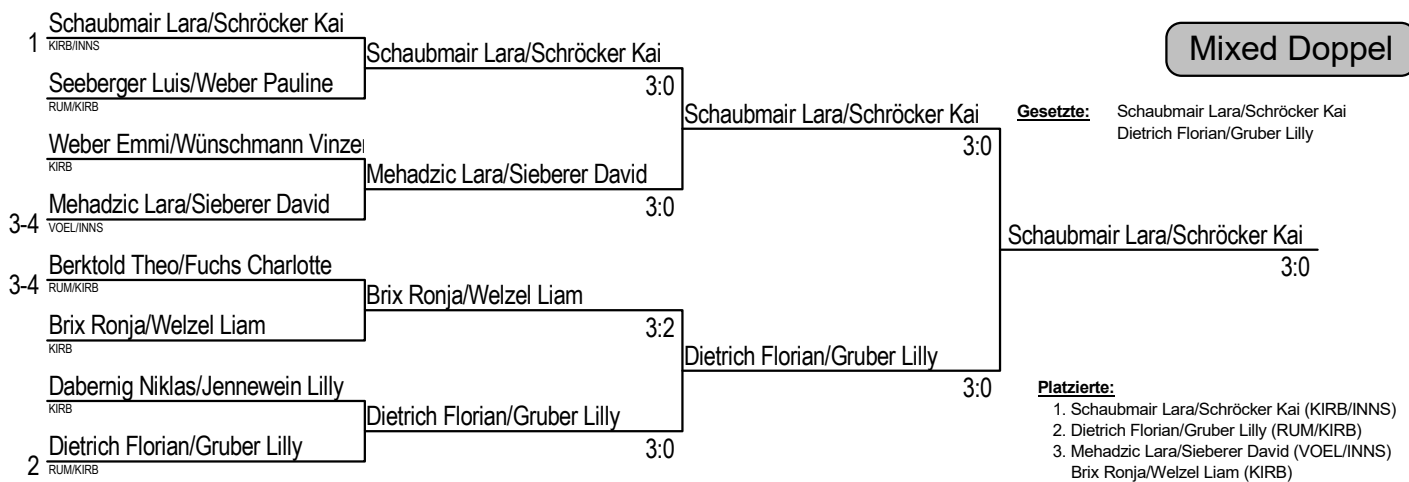 Mixed Doppel
1 Schaubmair Lara/Schröcker Kai
KIRB/INNS
Seeberger Luis/Weber Pauline
RUM/KIRB
Weber Emmi/Wünschmann Vinze
KIRB
3-4 Mehadzic Lara/Sieberer David
VOEL/INNS
3-4 Berktold Theo/Fuchs Charlotte
RUM/KIRB
Brix Ronja/Welzel Liam
KIRB
Dabernig Niklas/Jennewein Lilly
KIRB
2 Dietrich Florian/Gruber Lilly
RUM/KIRB
Schaubmair Lara/Schröcker Kai
3:0
Mehadzic Lara/Sieberer David
3:0
Brix Ronja/Welzel Liam
3:2
Dietrich Florian/Gruber Lilly
3:0
Schaubmair Lara/Schröcker Kai
3:0
Dietrich Florian/Gruber Lilly
3:0
Schaubmair Lara/Schröcker Kai
3:0
Gesetzte: Schaubmair Lara/Schröcker Kai
Dietrich Florian/Gruber Lilly
Platzierte:
1. Schaubmair Lara/Schröcker Kai (KIRB/INNS)
2. Dietrich Florian/Gruber Lilly (RUM/KIRB)
3. Mehadzic Lara/Sieberer David (VOEL/INNS)
Brix Ronja/Welzel Liam (KIRB)